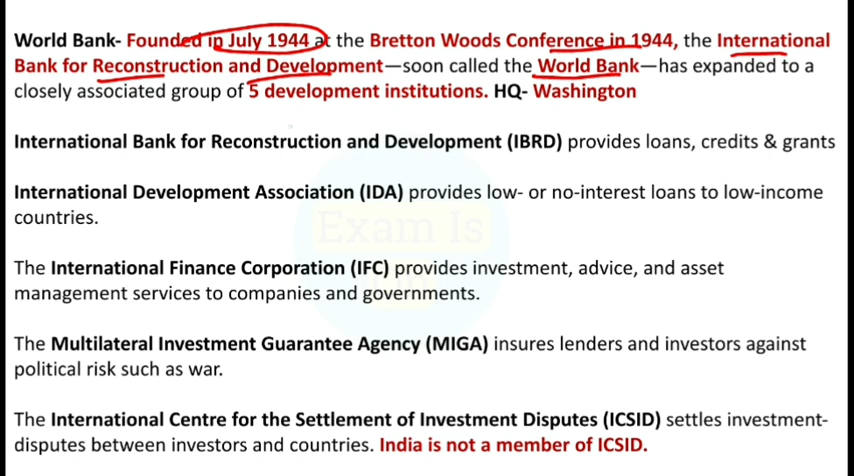 World Bank- Founded in July 1944 at the Bretton Woods Conference in 1944, the International
Bank for Reconstruction and Development—soon called the World Bank—has expanded to a
closely associated group of 5 development institutions. HQ- Washington
International Bank for Reconstruction and Development (IBRD) provides loans, credits & grants
International Development Association (IDA) provides low- or no-interest loans to low-income
countries.
Exam Is
The International Finance Corporation (IFC) provides investment, advice, and asset
management services to companies and governments.
The Multilateral Investment Guarantee Agency (MIGA) insures lenders and investors against
political risk such as war.
The International Centre for the Settlement of Investment Disputes (ICSID) settles investment-
disputes between investors and countries. India is not a member of ICSID.